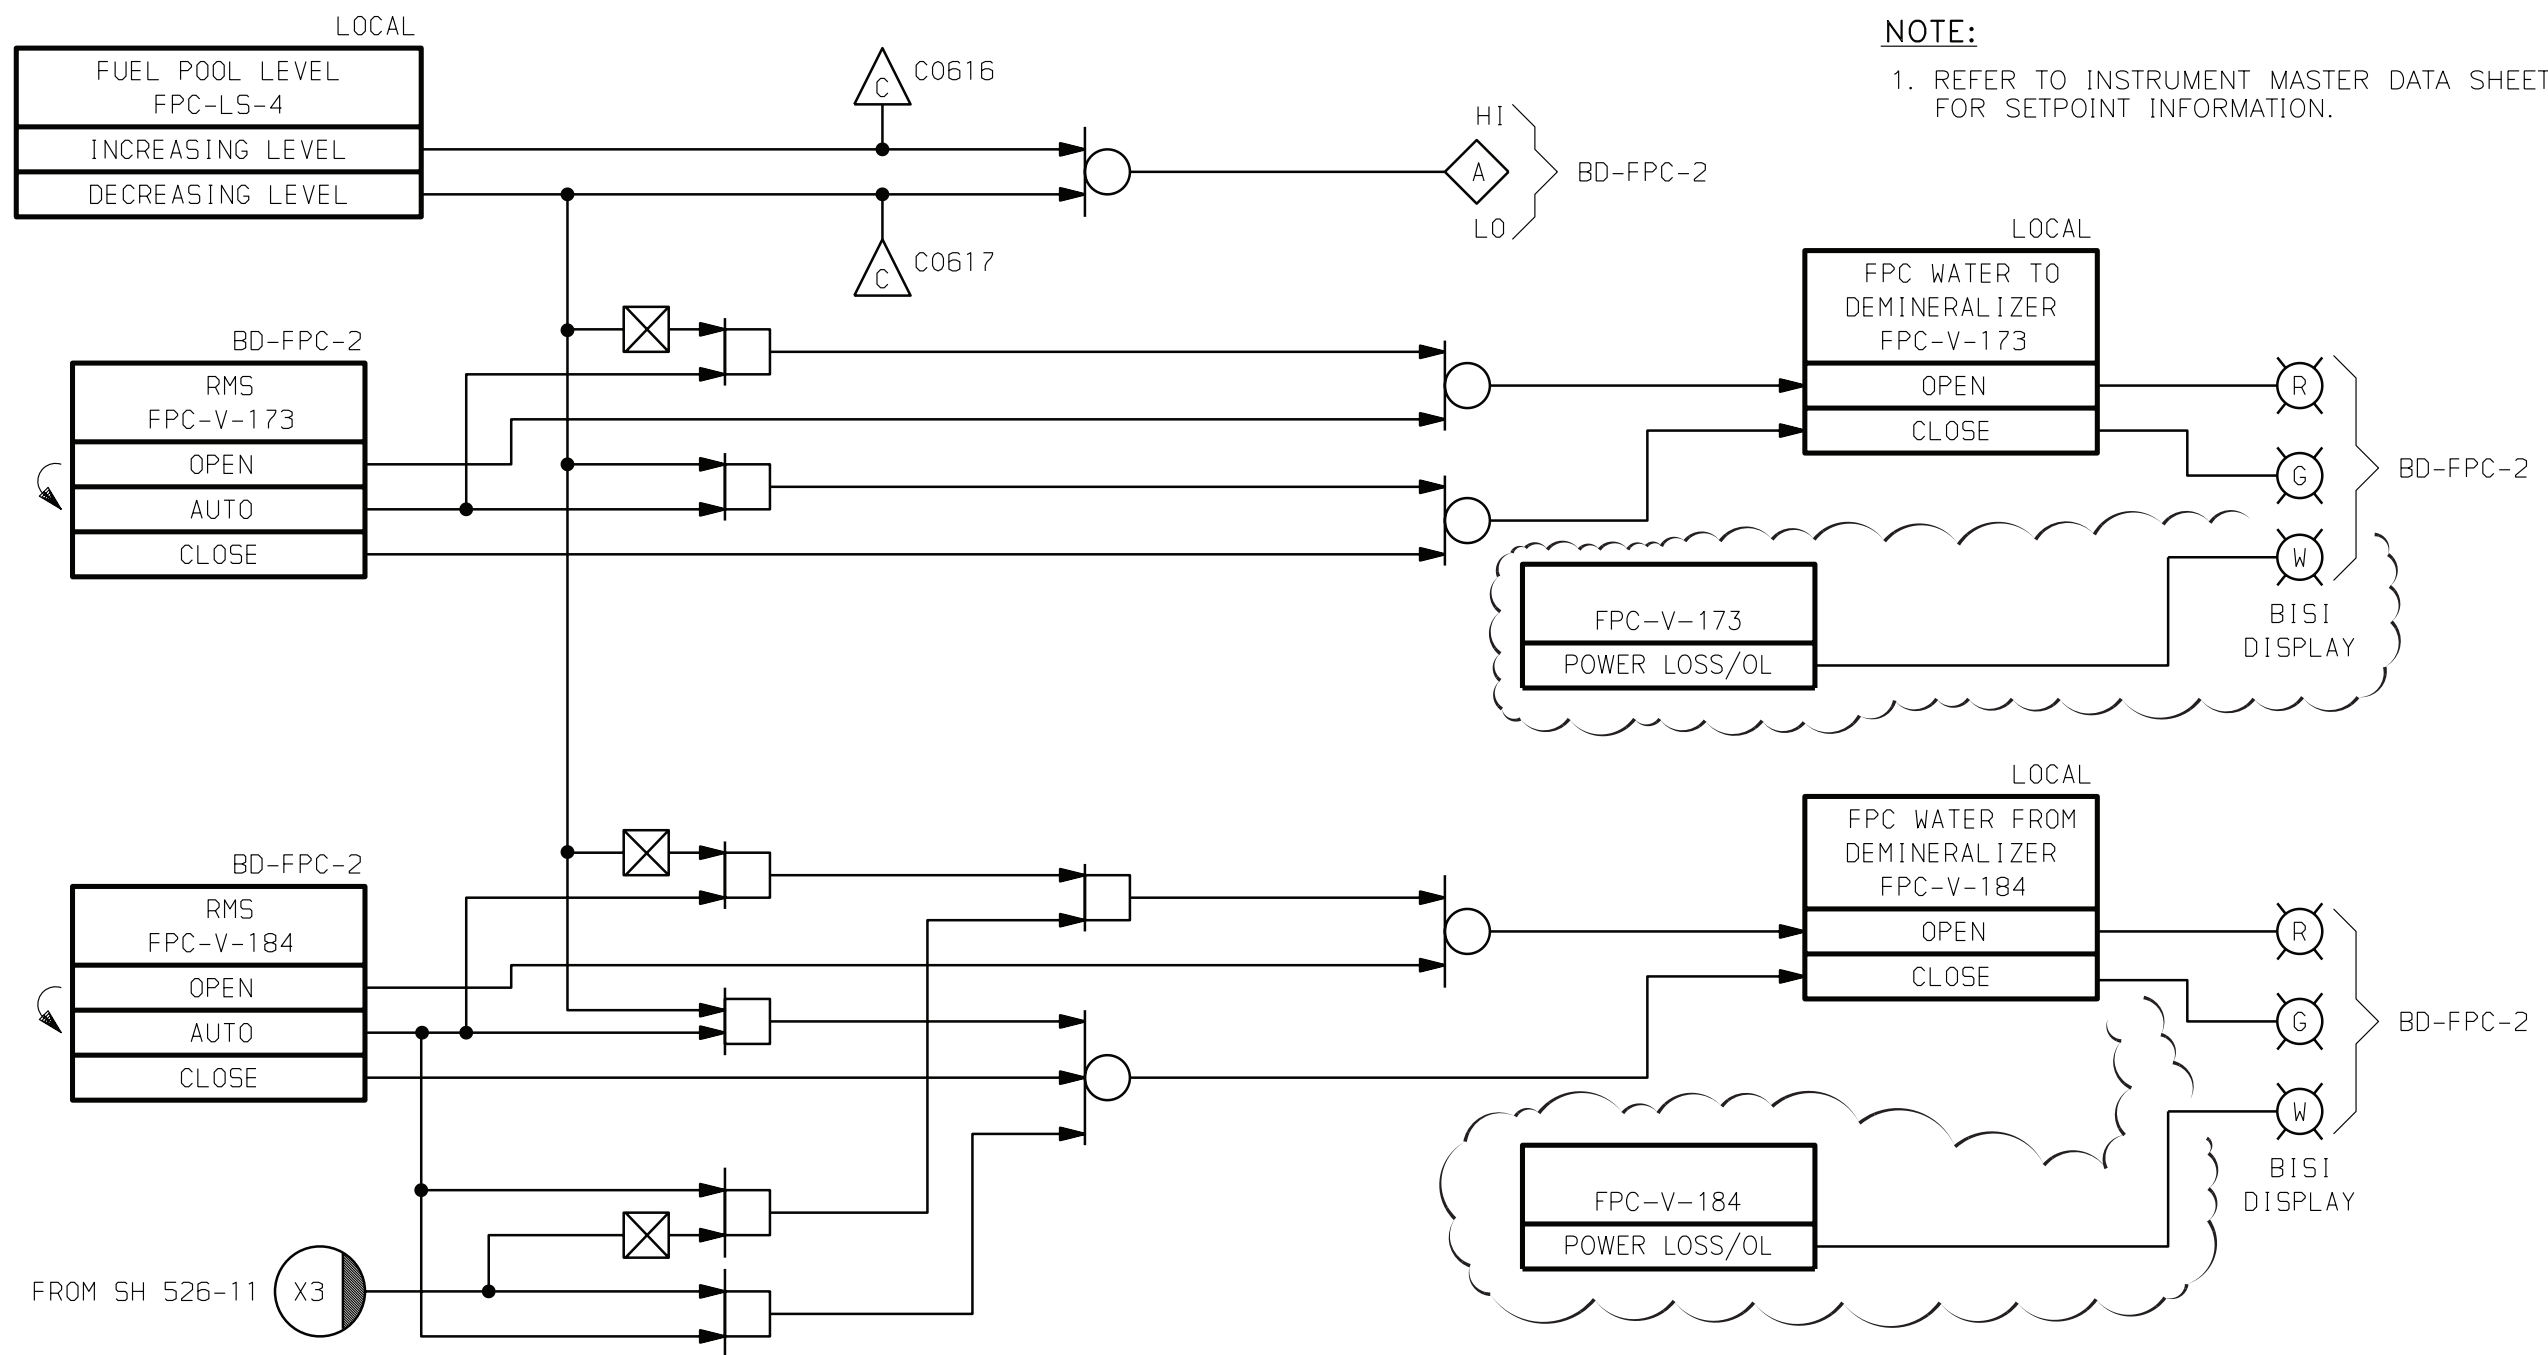 LOCAL
FUEL POOL LEVEL
FPC-LS-4
INCREASING LEVEL
DECREASING LEVEL
C
C0616
C
C0617
HI
A
LO
BD-FPC-2
NOTE:
1. REFER TO INSTRUMENT MASTER DATA SHEET
FOR SETPOINT INFORMATION.
BD-FPC-2
RMS
FPC-V-173
OPEN
AUTO
CLOSE
LOCAL
FPC WATER TO
DEMINERALIZER
FPC-V-173
OPEN
CLOSE
R
G
W
BD-FPC-2
BISI
DISPLAY
FPC-V-173
POWER LOSS/OL
BD-FPC-2
RMS
FPC-V-184
OPEN
AUTO
CLOSE
LOCAL
FPC WATER FROM
DEMINERALIZER
FPC-V-184
OPEN
CLOSE
R
G
W
BD-FPC-2
BISI
DISPLAY
FPC-V-184
POWER LOSS/OL
FROM SH 526-11
X3